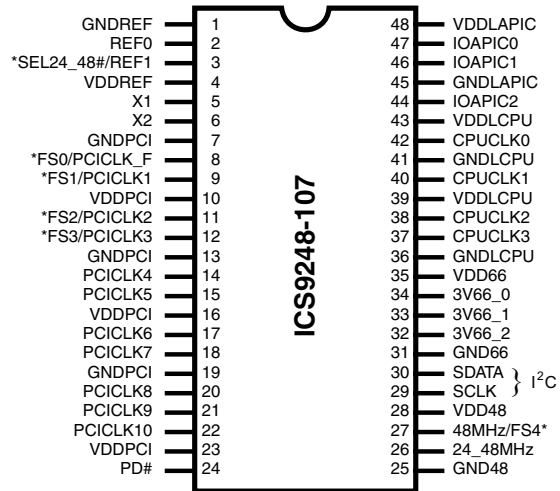 GNDREF 1 48 VDDLAPIC
REF0 2 47 IOAPIC0
*SEL24_48#/REF1 3 46 IOAPIC1
VDDREF 4 45 GNDLAPIC
X1 5 44 IOAPIC2
X2 6 43 VDDLCPU
GNDPCI 7 42 CPUCLK0
*FS0/PCICLK_F 8 41 GNDLCPU
*FS1/PCICLK1 9 40 CPUCLK1
VDDPCI 10 39 VDDLCPU
*FS2/PCICLK2 11 38 CPUCLK2
*FS3/PCICLK3 12 37 CPUCLK3
GNDPCI 13 36 GNDLCPU
PCICLK4 14 35 VDD66
PCICLK5 15 34 3V66_0
VDDPCI 16 33 3V66_1
PCICLK6 17 32 3V66_2
PCICLK7 18 31 GND66
GNDPCI 19 30 SDATA
PCICLK8 20 29 SCLK } I²C
PCICLK9 21 28 VDD48
PCICLK10 22 27 48MHz/FS4*
VDDPCI 23 26 24_48MHz
PD# 24 25 GND48
ICS9248-107